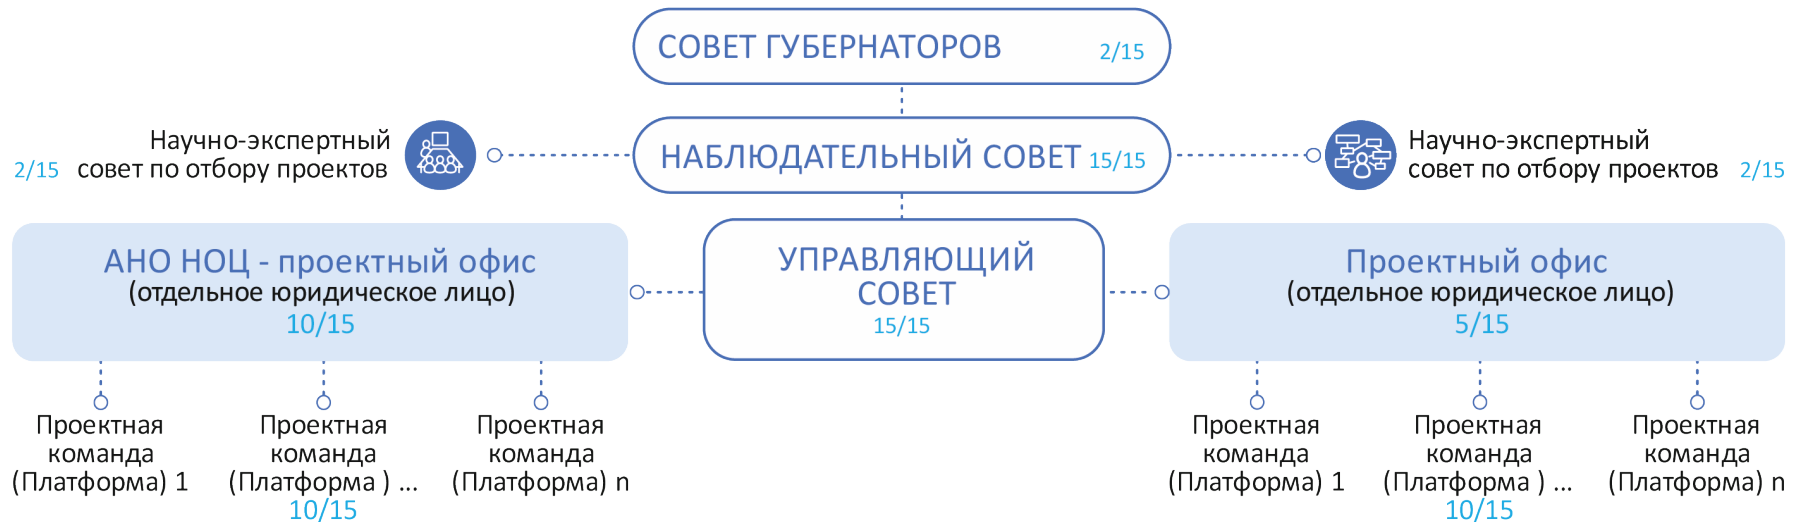 СОВЕТ ГУБЕРНАТОРОВ 2/15
Научно-экспертный
2/15 совет по отбору проектов
НАБЛЮДАТЕЛЬНЫЙ СОВЕТ 15/15
Научно-экспертный
совет по отбору проектов 2/15
АНО НОЦ - проектный офис
(отдельное юридическое лицо)
10/15
УПРАВЛЯЮЩИЙ
СОВЕТ
15/15
Проектный офис
(отдельное юридическое лицо)
5/15
Проектная
команда
(Платформа) 1
Проектная
команда
(Платформа ) ...
10/15
Проектная
команда
(Платформа) n
Проектная
команда
(Платформа) 1
Проектная
команда
(Платформа ) ...
10/15
Проектная
команда
(Платформа) n